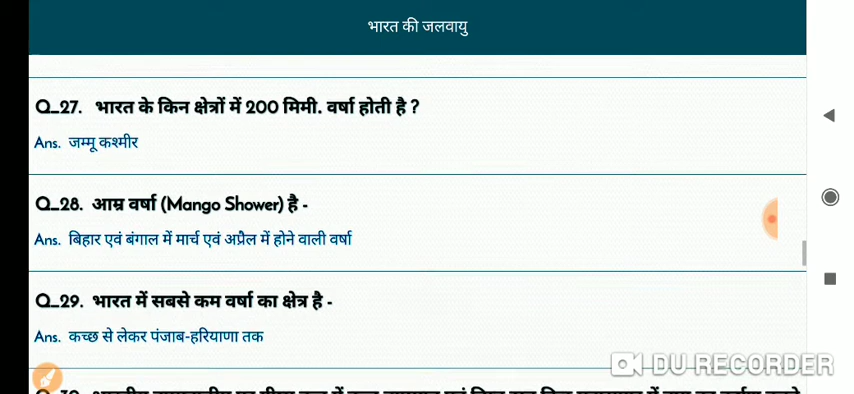 भारत की जलवायु
Q_27. भारत के किन क्षेत्रों में 200 मिमी. वर्षा होती है ?
Ans. जम्मू कश्मीर
Q_28. आम्र वर्षा (Mango Shower) है -
Ans. बिहार एवं बंगाल में मार्च एवं अप्रैल में होने वाली वर्षा
Q_29. भारत में सबसे कम वर्षा का क्षेत्र है -
Ans. कच्छ से लेकर पंजाब-हरियाणा तक
DU RECORDER